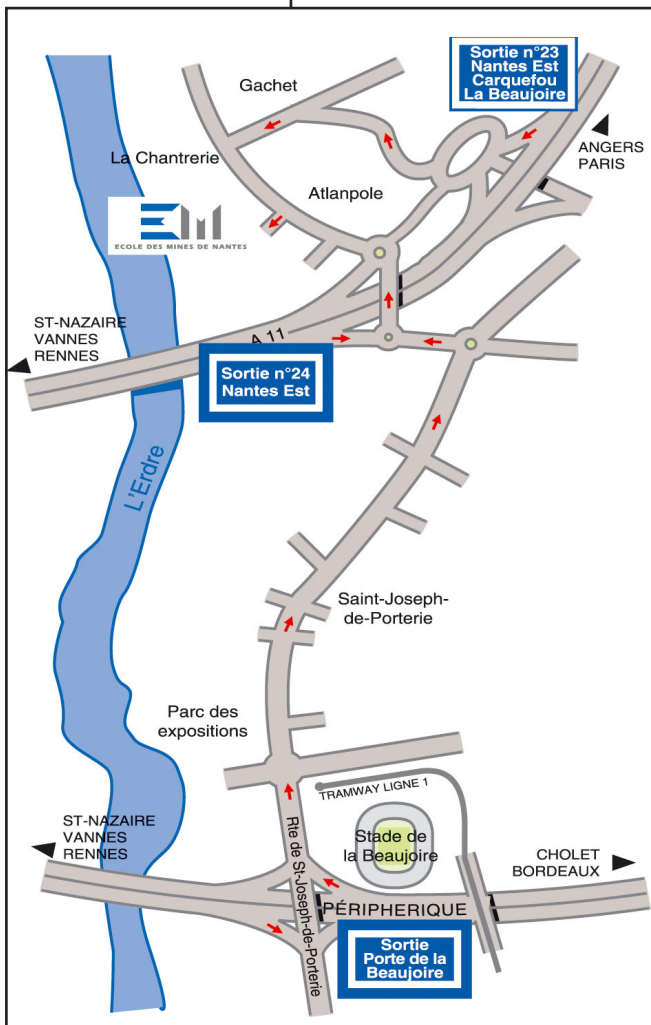 Sortie n°23
Nantes Est
Carquefou
La Beaujoire
Gachet
ANGERS
PARIS
La Chantrerie
Atlanpole
EM
ECOLE DES MINES DE NANTES
ST-NAZAIRE
VANNES
RENNES
A 11
Sortie n°24
Nantes Est
L'Erdre
Saint-Joseph-
de-Porterie
Parc des
expositions
TRAMWAY LIGNE 1
ST-NAZAIRE
VANNES
RENNES
Rte de St-Joseph-de-Porterie
Stade de
la Beaujoire
CHOLET
BORDEAUX
PÉRIPHERIQUE
Sortie
Porte de la
Beaujoire